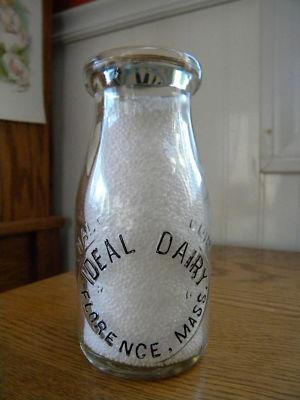 IDEAL DAIRY
FLORENCE, MASS